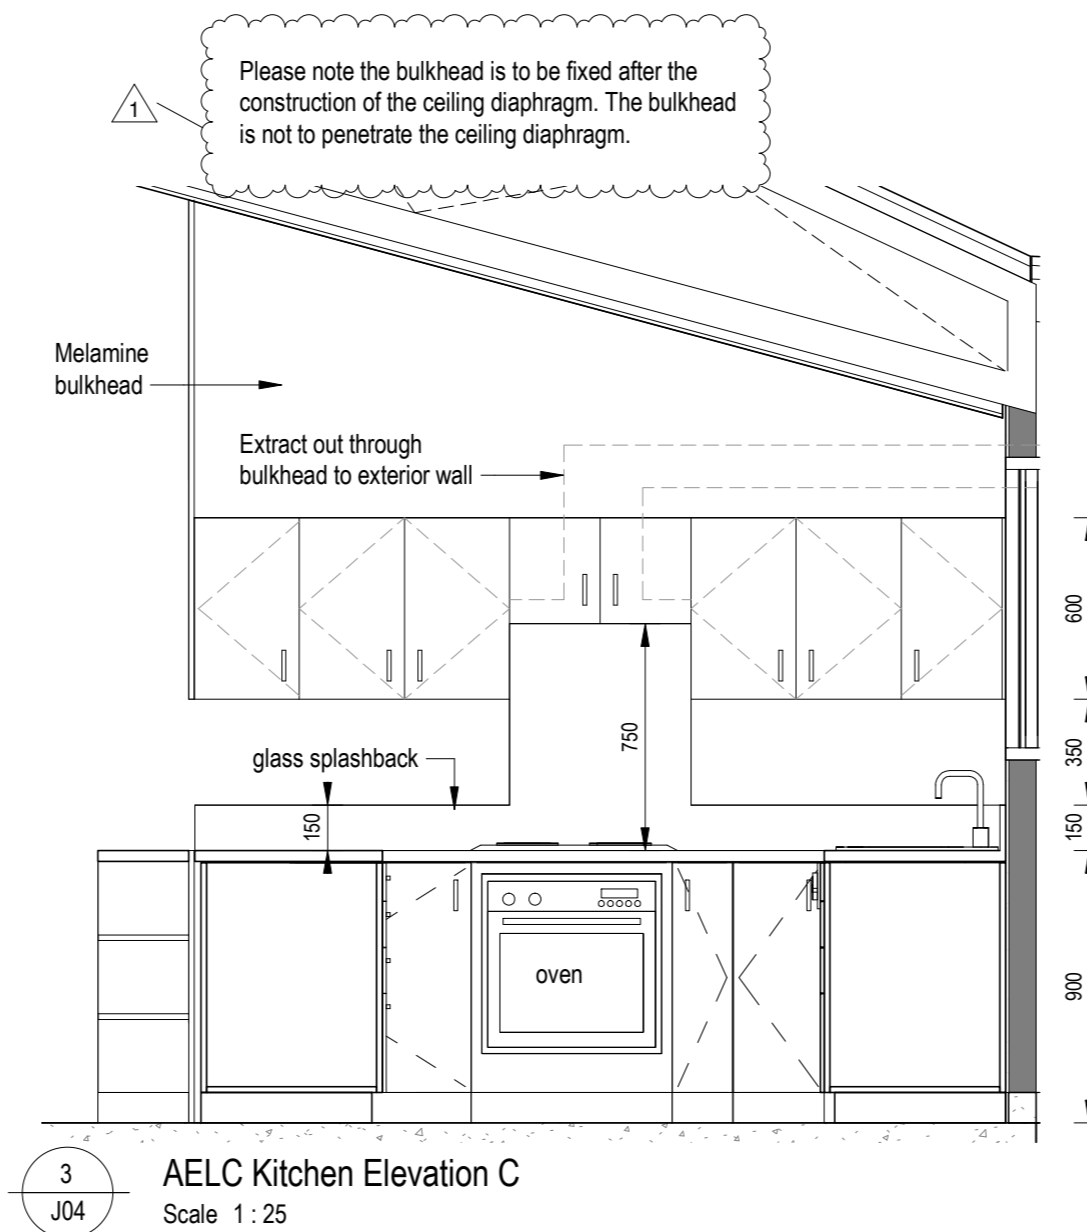 Please note the bulkhead is to be fixed after the
construction of the ceiling diaphragm. The bulkhead
is not to penetrate the ceiling diaphragm.
1
Melamine
bulkhead
Extract out through
bulkhead to exterior wall
600
750
350
glass splashback
150
150
oven
900
3
J04
AELC Kitchen Elevation C
Scale 1 : 25